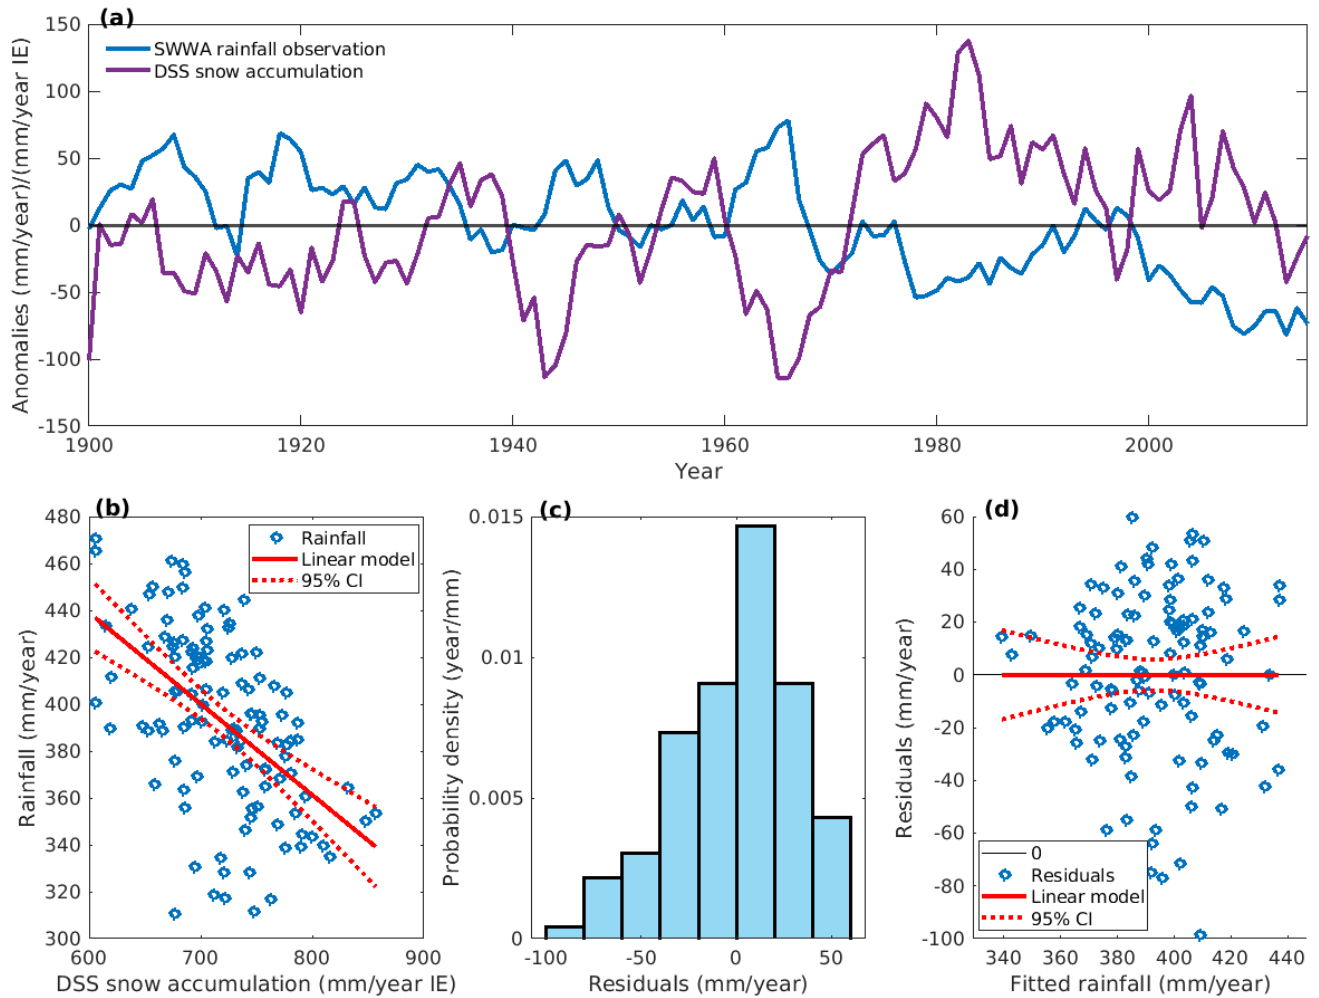 (a)
150
100
50
0
-50
-100
-150
Anomalies (mm/year)/(mm/year IE)
SWWA rainfall observation
DSS snow accumulation
1900 1920 1940 1960 1980 2000
Year
(b)
480
460
440
420
400
380
360
340
320
300
Rainfall (mm/year)
Rainfall
Linear model
95% CI
600 700 800 900
DSS snow accumulation (mm/year IE)
(c)
0.015
0.01
0.005
0
Probability density (year/mm)
-100 -50 0 50
Residuals (mm/year)
(d)
60
40
20
0
-20
-40
-60
-80
-100
Residuals (mm/year)
0
Residuals
Linear model
95% CI
340 360 380 400 420 440
Fitted rainfall (mm/year)